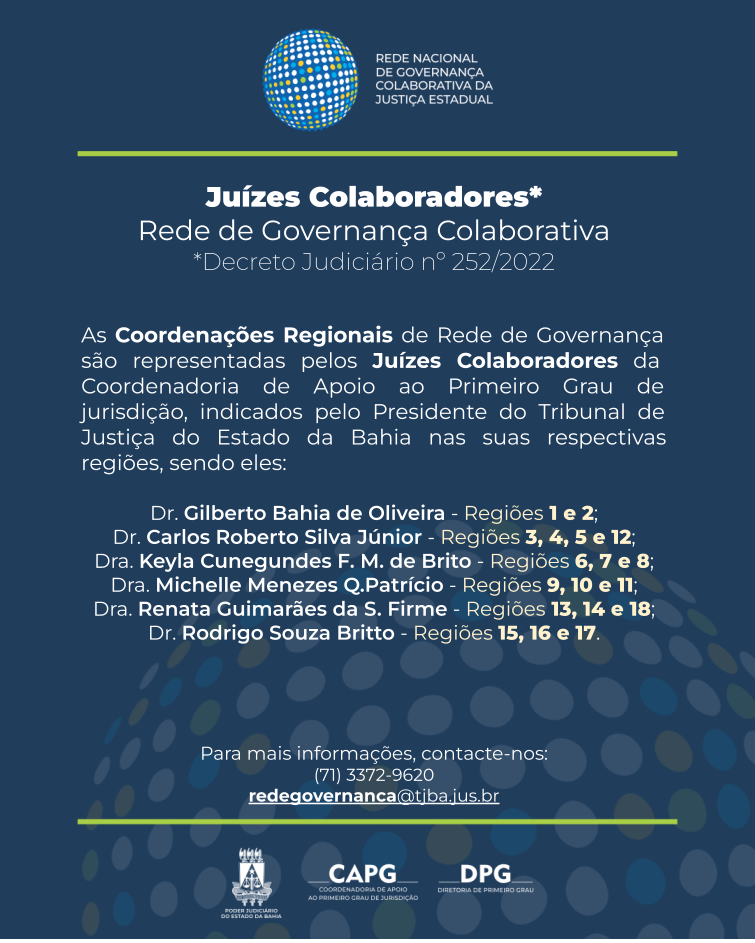 REDE NACIONAL
DE GOVERNANÇA
COLABORATIVA DA
JUSTIÇA ESTADUAL
Juízes Colaboradores*
Rede de Governança Colaborativa
*Decreto Judiciário nº 252/2022
As Coordenações Regionais de Rede de Governança
são representadas pelos Juízes Colaboradores da
Coordenadoria de Apoio ao Primeiro Grau de
jurisdição, indicados pelo Presidente do Tribunal de
Justiça do Estado da Bahia nas suas respectivas
regiões, sendo eles:
Dr. Gilberto Bahia de Oliveira - Regiões 1 e 2;
Dr. Carlos Roberto Silva Júnior - Regiões 3, 4, 5 e 12;
Dra. Keyla Cunegundes F. M. de Brito - Regiões 6, 7 e 8;
Dra. Michelle Menezes Q.Patrício - Regiões 9, 10 e 11;
Dra. Renata Guimarães da S. Firme - Regiões 13, 14 e 18;
Dr. Rodrigo Souza Britto - Regiões 15, 16 e 17.
Para mais informações, contacte-nos:
(71) 3372-9620
redegovernanca@tjba.jus.br
PODER JUDICIÁRIO
DO ESTADO DA BAHIA
CAPG
COORDENADORIA DE APOIO
AO PRIMEIRO GRAU DE JURISDIÇÃO
DPG
DIRETORIA DE PRIMEIRO GRAU